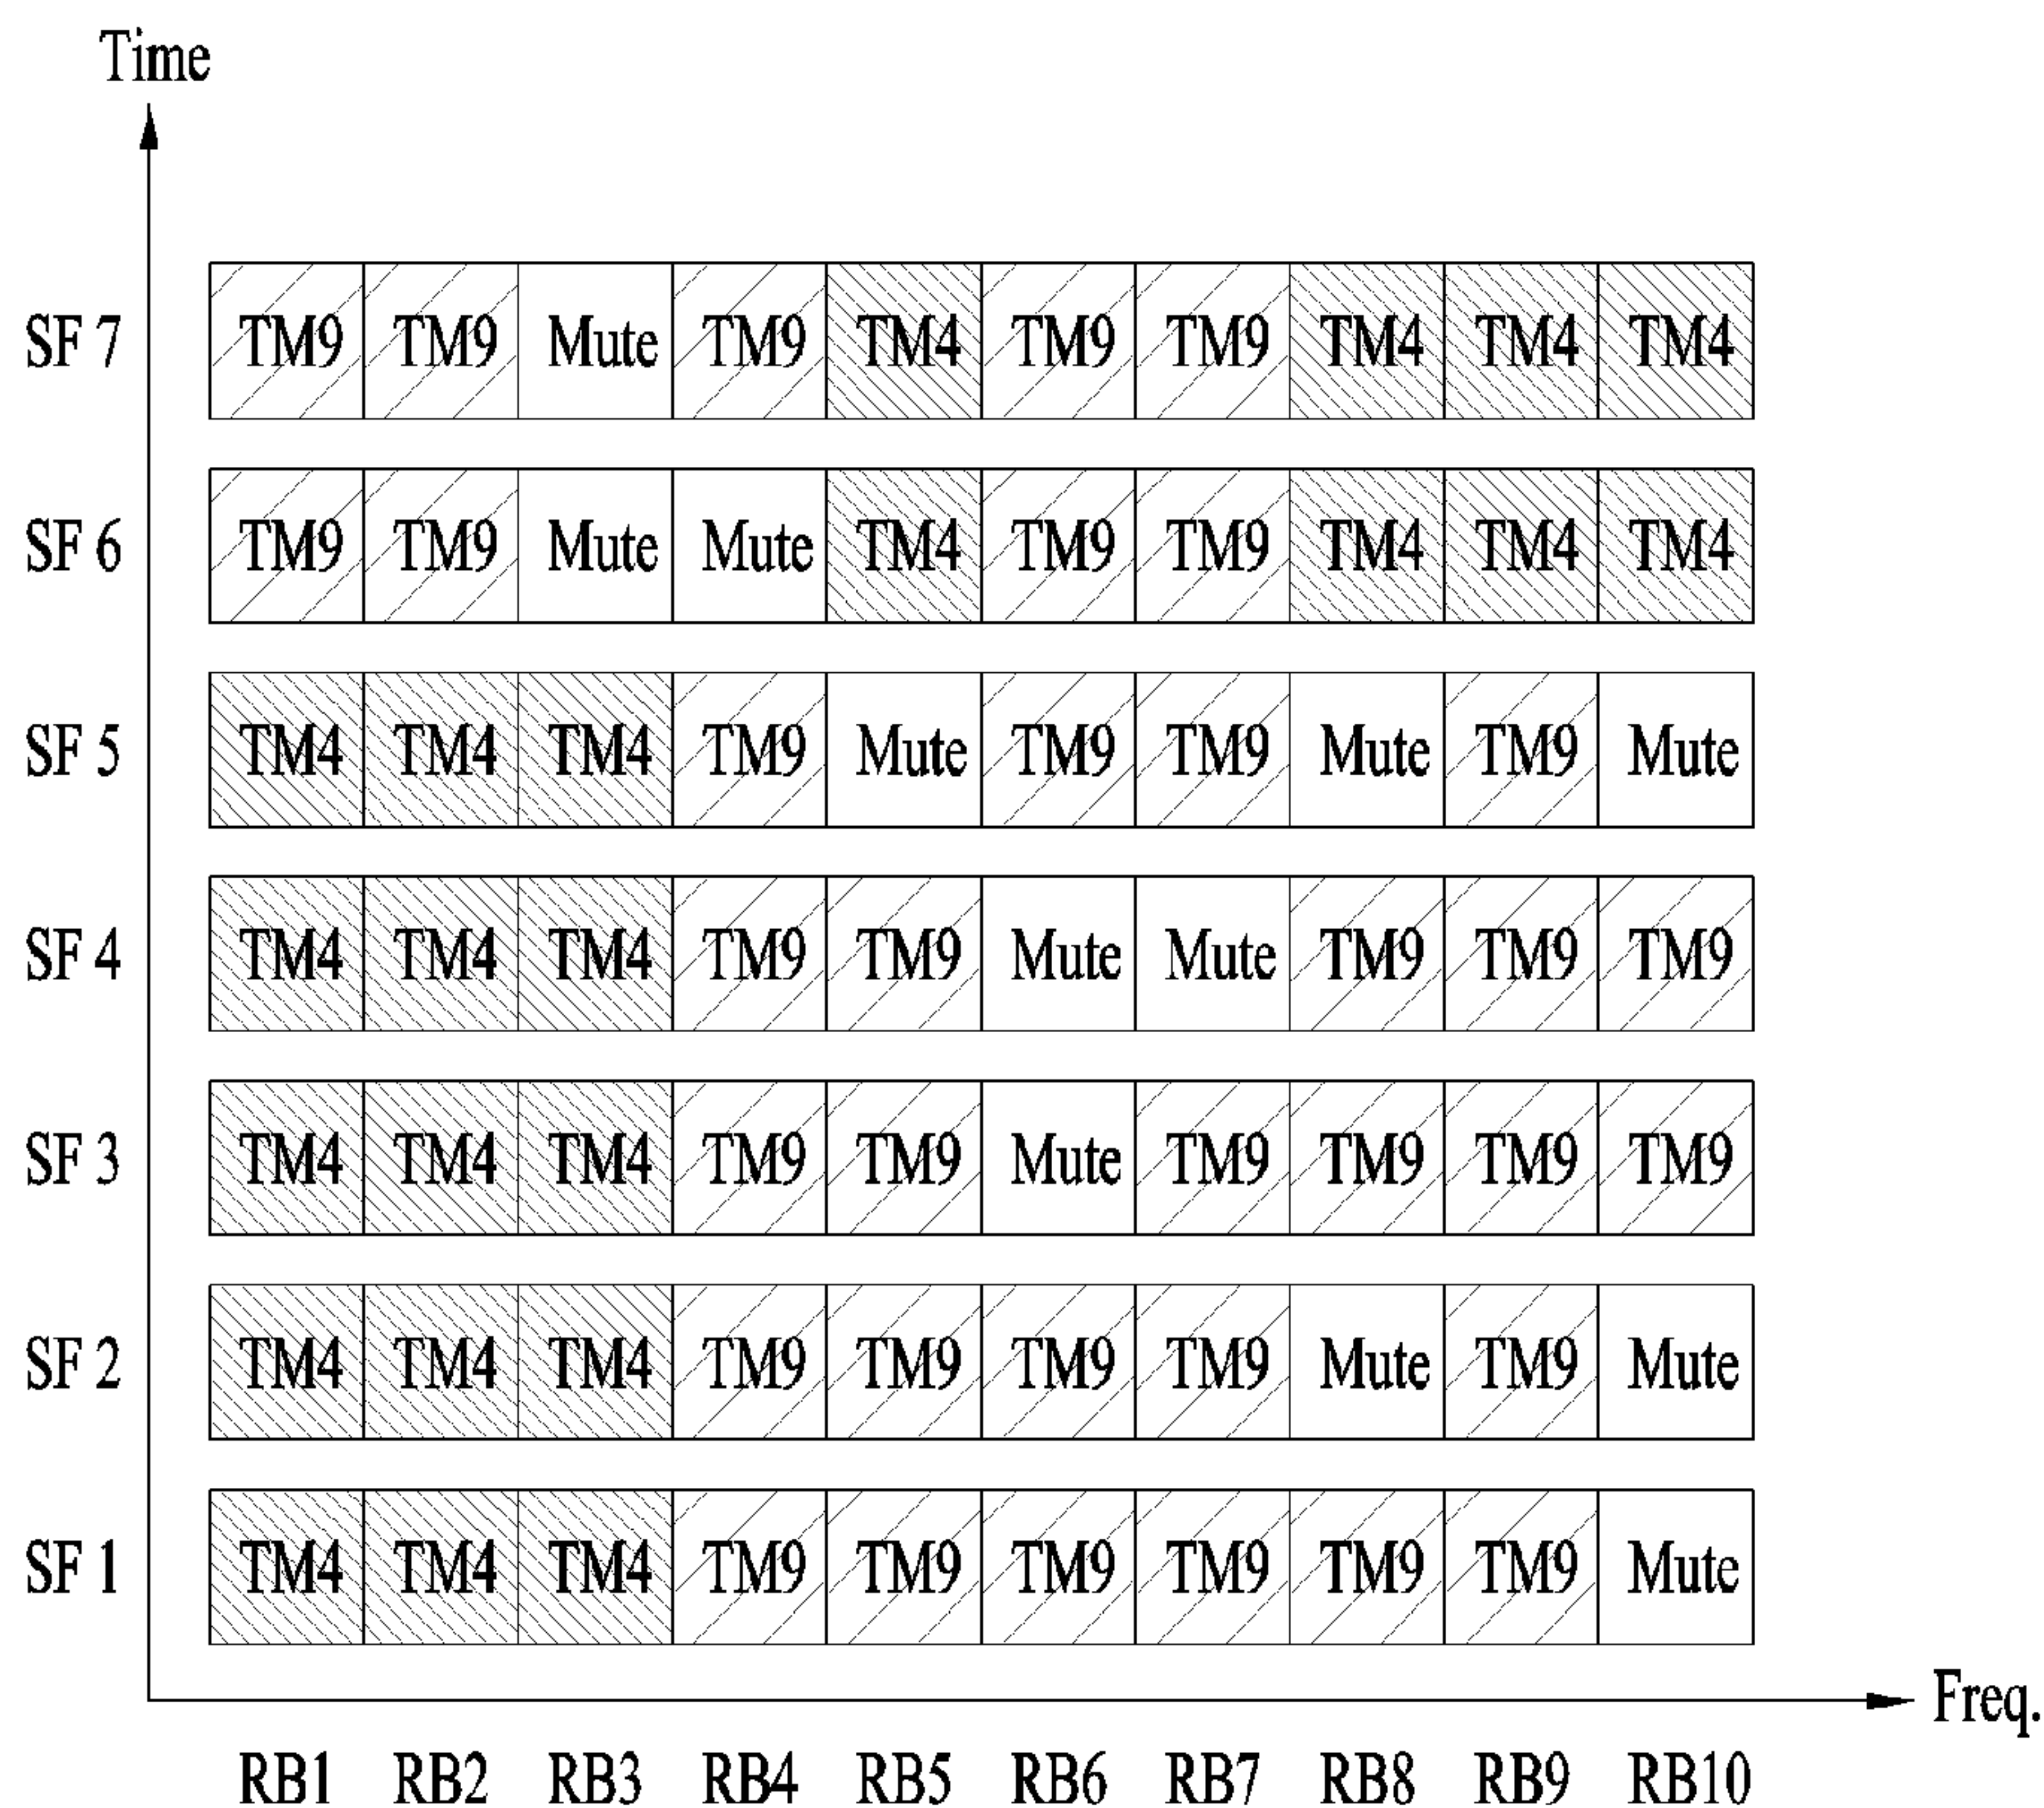 Time
SF 7 TM9 TM9 Mute TM9 TM4 TM9 TM9 TM4 TM4 TM4
SF 6 TM9 TM9 Mute Mute TM4 TM9 TM9 TM4 TM4 TM4
SF 5 TM4 TM4 TM4 TM9 Mute TM9 TM9 Mute TM9 Mute
SF 4 TM4 TM4 TM4 TM9 TM9 Mute Mute TM9 TM9 TM9
SF 3 TM4 TM4 TM4 TM9 TM9 Mute TM9 TM9 TM9 TM9
SF 2 TM4 TM4 TM4 TM9 TM9 TM9 TM9 Mute TM9 Mute
SF 1 TM4 TM4 TM4 TM9 TM9 TM9 TM9 TM9 TM9 Mute
Freq.
RB1 RB2 RB3 RB4 RB5 RB6 RB7 RB8 RB9 RB10